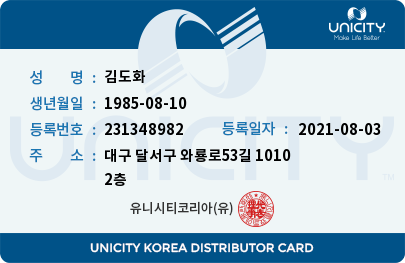 UNICITY
Make Life Better
성 명 : 김도화
생년월일 : 1985-08-10
등록번호 : 231348982 등록일자 : 2021-08-03
주 소 : 대구 달서구 와룡로53길 1010
2층
UNICITY
TM
유니시티코리아(유)
UNICITY KOREA DISTRIBUTOR CARD